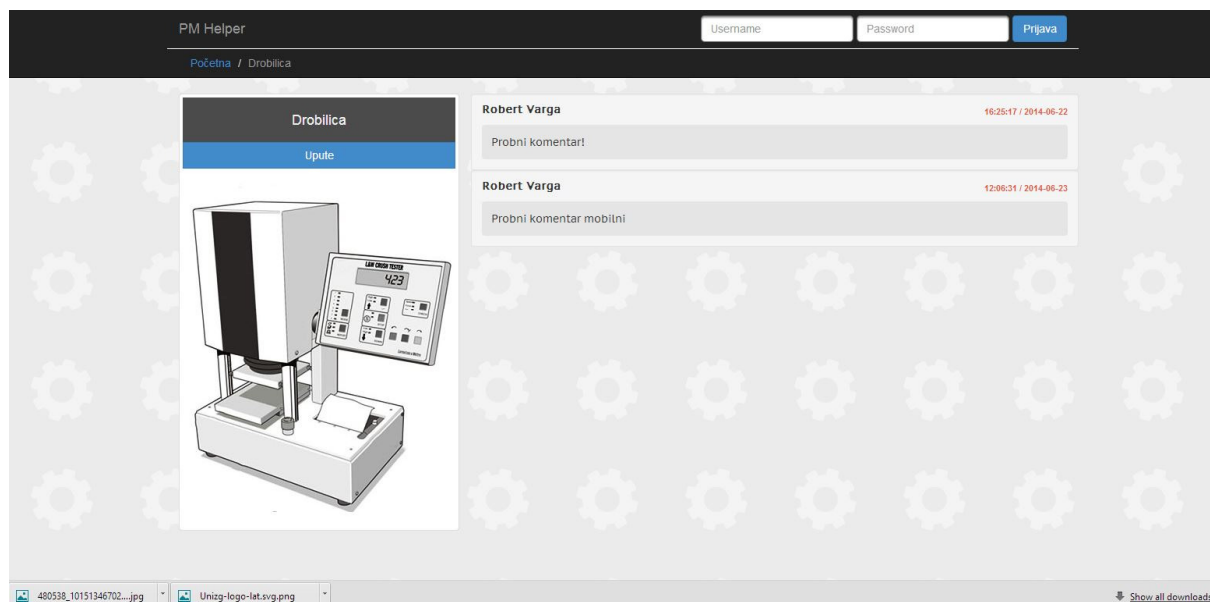 PM Helper
Username
Password
Prijava
Početna / Drobilica
Drobilica
Upute
L&W CRUSH TESTER
423
Robert Varga
16:25:17 / 2014-06-22
Probni komentar!
Robert Varga
12:06:31 / 2014-06-23
Probni komentar mobilni
480538_10151346702....jpg
Unizg-logo-lat.svg.png
Show all downloads